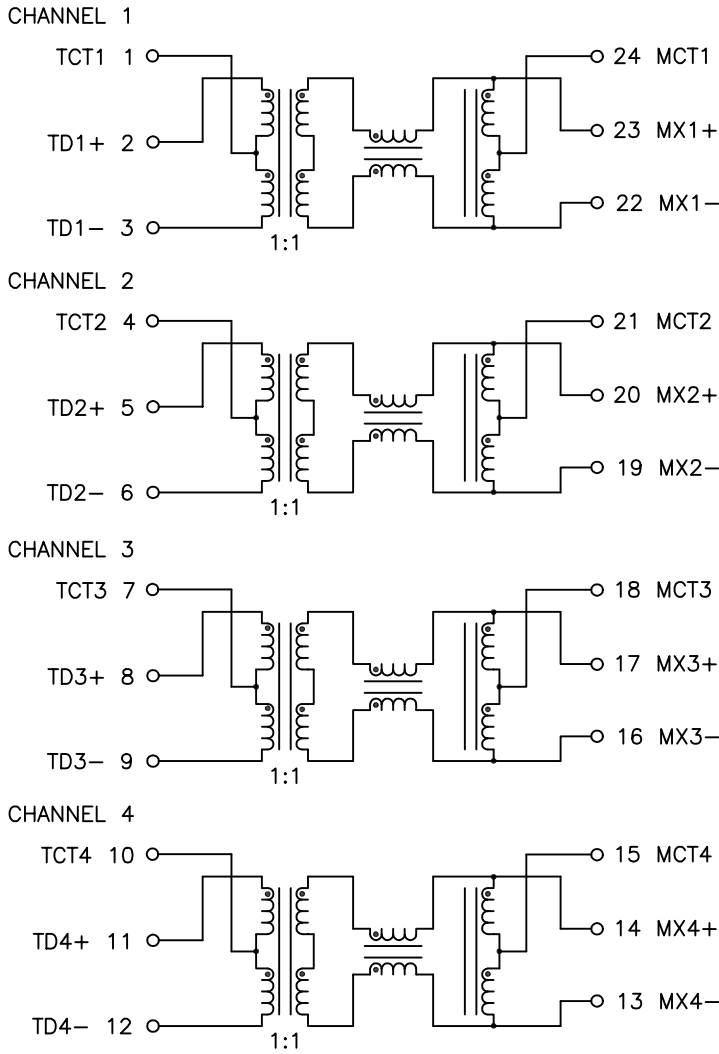 CHANNEL 1
TCT1 1
24 MCT1
TD1+ 2
23 MX1+
TD1− 3
22 MX1−
1:1
CHANNEL 2
TCT2 4
21 MCT2
TD2+ 5
20 MX2+
TD2− 6
19 MX2−
1:1
CHANNEL 3
TCT3 7
18 MCT3
TD3+ 8
17 MX3+
TD3− 9
16 MX3−
1:1
CHANNEL 4
TCT4 10
15 MCT4
TD4+ 11
14 MX4+
TD4− 12
13 MX4−
1:1